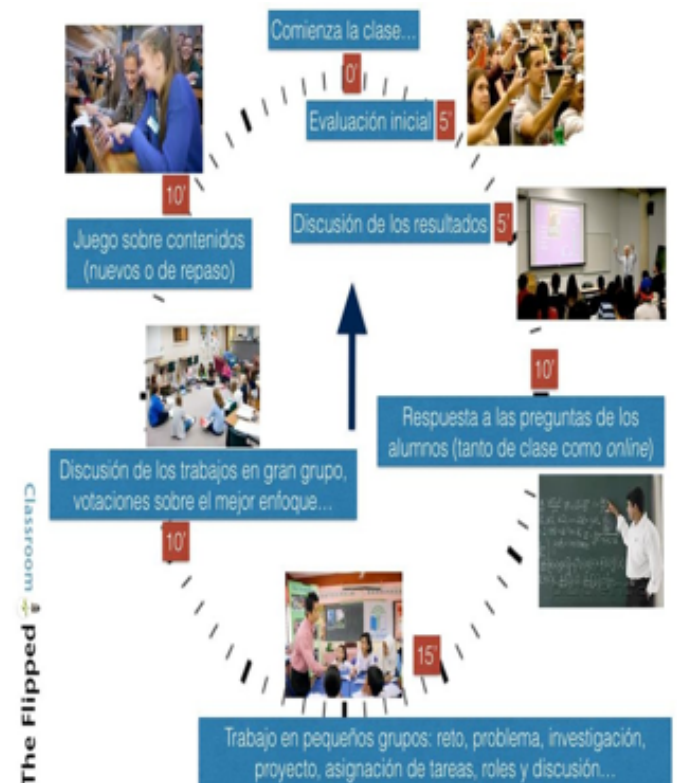 Comienza la clase...
0'
Evaluación inicial
5'
Discusión de los resultados
5'
10'
Respuesta a las preguntas de los
alumnos (tanto de clase como online)
15'
Trabajo en pequeños grupos: reto, problema, investigación,
proyecto, asignación de tareas, roles y discusión...
Discusión de los trabajos en gran grupo,
votaciones sobre el mejor enfoque...
10'
10'
Juego sobre contenidos
(nuevos o de repaso)
The Flipped
Classroom